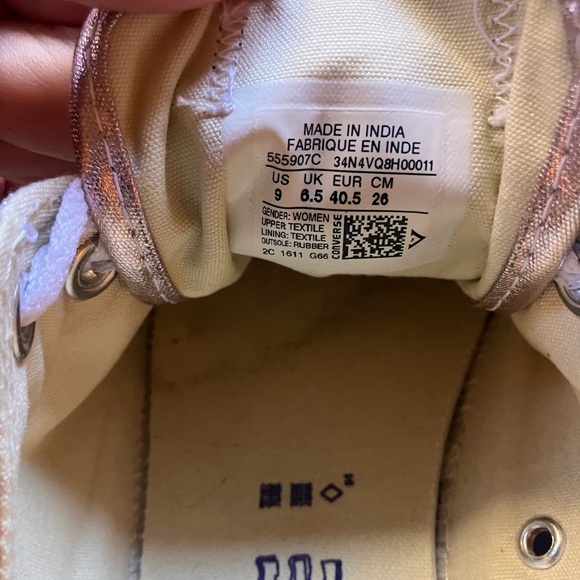 MADE IN INDIA
FABRIQUE EN INDE
555907C 34N4VQ8H00011
US UK EUR CM
9 6.5 40.5 26
GENDER: WOMEN
UPPER TEXTILE
LINING: TEXTILE
OUTSOLE: RUBBER
2C 1611 G66
CONVERSE